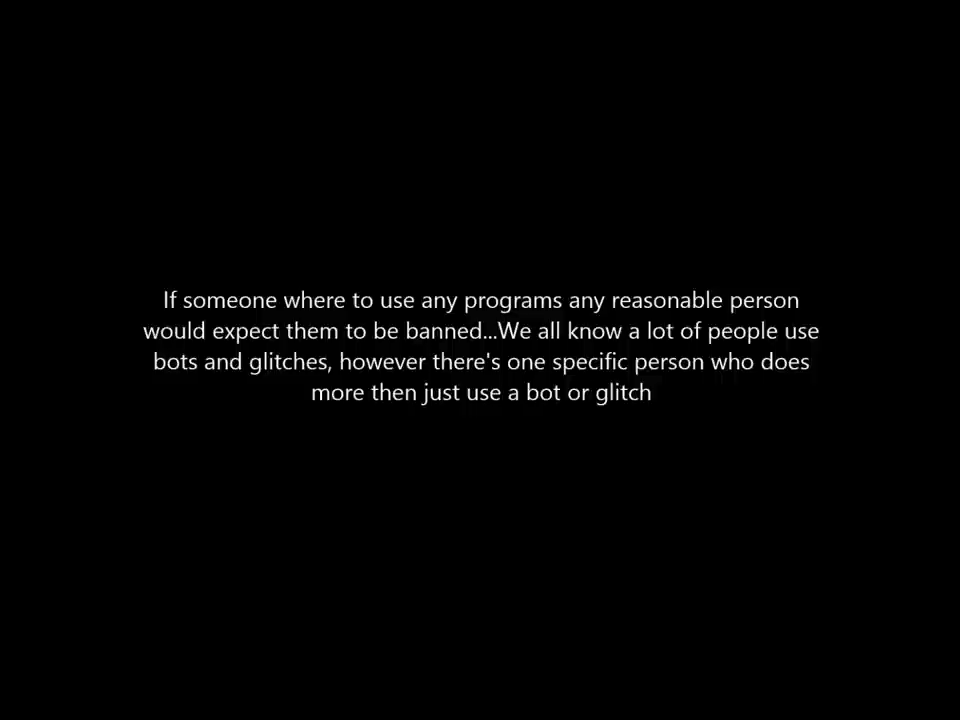 If someone where to use any programs any reasonable person
would expect them to be banned...We all know a lot of people use
bots and glitches, however there's one specific person who does
more then just use a bot or glitch